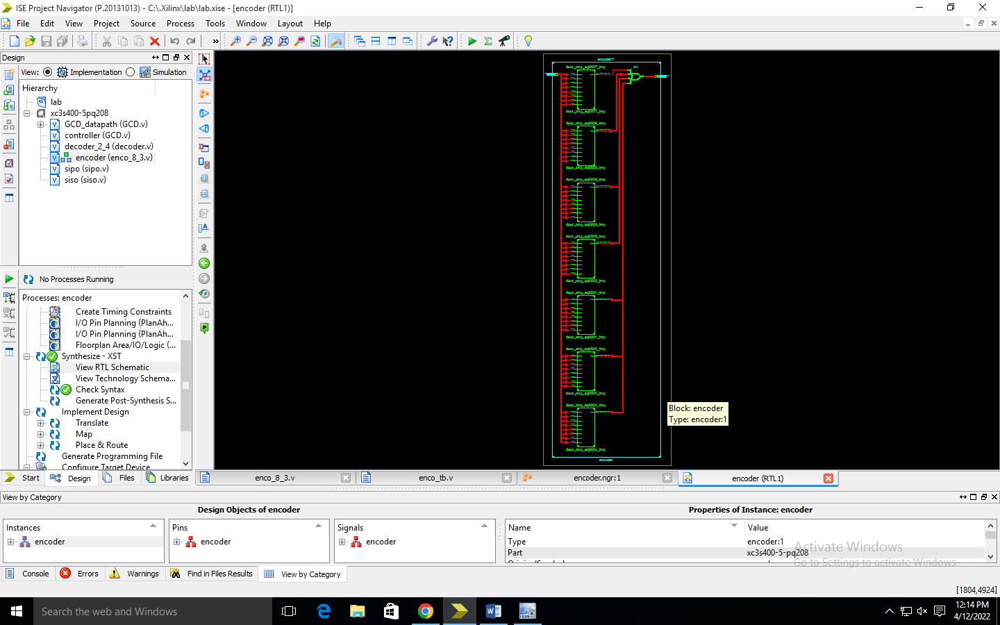 ISE Project Navigator (P.20131013) - C:\.Xilinx\lab\lab.xise - [encoder (RTL1)]
File Edit View Project Source Process Tools Window Layout Help
Design
View: Implementation Simulation
Hierarchy
lab
xc3s400-5pq208
GCD_datapath (GCD.v)
controller (GCD.v)
decoder_2_4 (decoder.v)
encoder (enco_8_3.v)
sipo (sipo.v)
siso (siso.v)
No Processes Running
Processes: encoder
Create Timing Constraints
I/O Pin Planning (PlanAh...
I/O Pin Planning (PlanAh...
Floorplan Area/IO/Logic (...
Synthesize - XST
View RTL Schematic
View Technology Schema...
Check Syntax
Generate Post-Synthesis S...
Implement Design
Translate
Map
Place & Route
Generate Programming File
Configure Target Device
Start Design Files Libraries
encoder:1
encoder
Block: encoder
Type: encoder:1
enco_8_3.v enco_tb.v encoder.ngr:1 encoder (RTL1)
View by Category
Design Objects of encoder
Properties of Instance: encoder
Instances
encoder
Pins
encoder
Signals
encoder
Name Value
Type encoder:1
Part xc3s400-5-pq208
Activate Windows
Go to Settings to activate Windows.
Console Errors Warnings Find in Files Results View by Category
[1804,4924]
Search the web and Windows
12:14 PM
4/12/2022